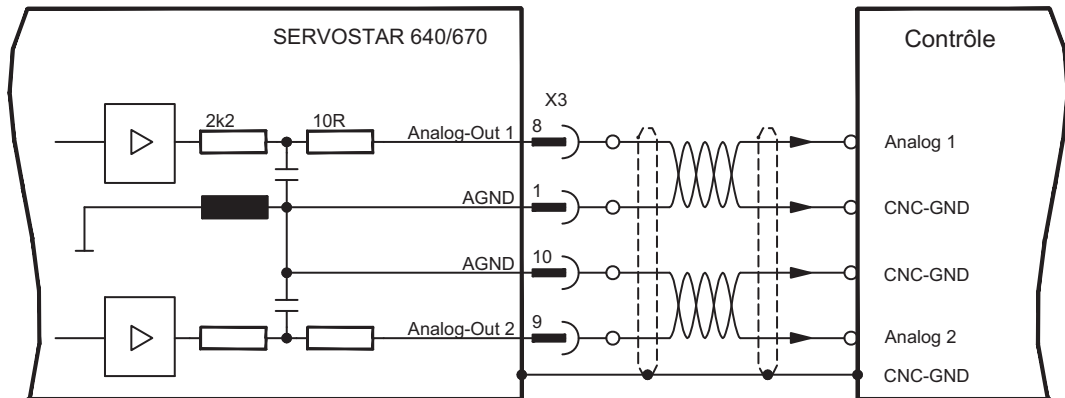 SERVOSTAR 640/670
Contrôle
X3
2k2
10R
Analog-Out 1
8
Analog 1
AGND
1
CNC-GND
AGND
10
CNC-GND
Analog-Out 2
9
Analog 2
CNC-GND